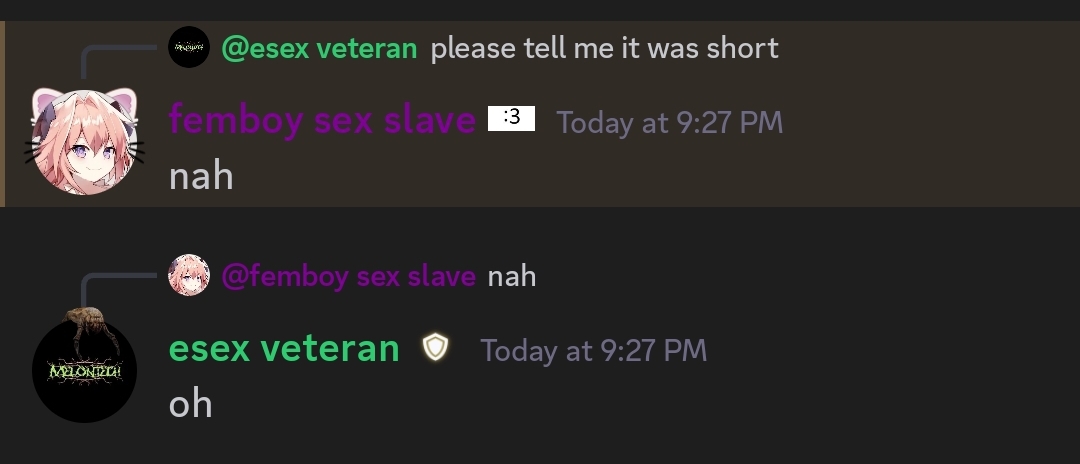 @esex veteran please tell me it was short
femboy sex slave :3 Today at 9:27 PM
nah
@femboy sex slave nah
esex veteran Today at 9:27 PM
MELONTECH
oh